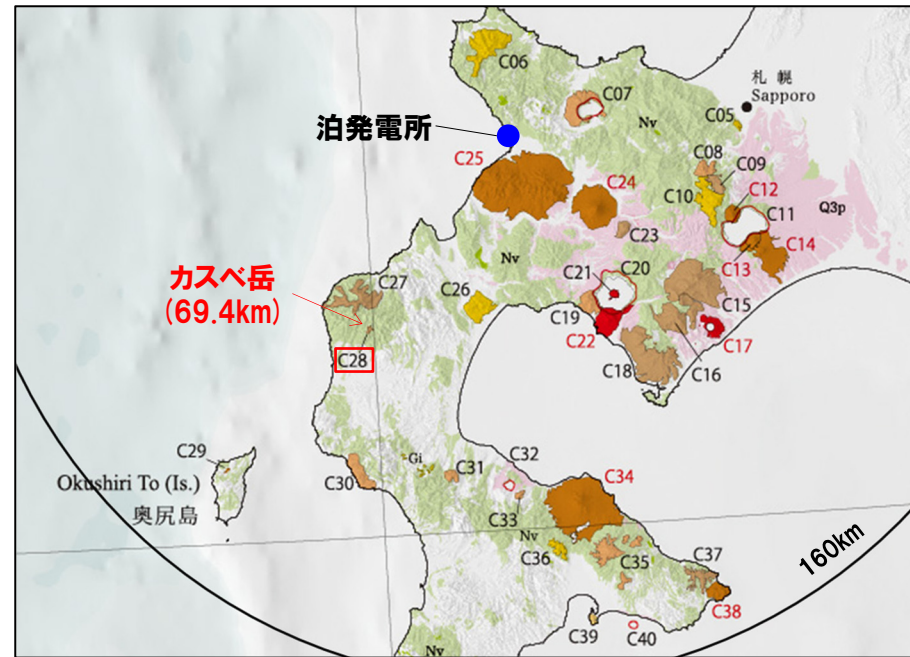 C06
札幌
Sapporo
C07
C05
泊発電所
Nv
C25
C08
C09
C24
C10
C12
C11
Q3p
C23
C14
C13
Nv
C21
C20
C27
C26
カスベ岳
(69.4km)
C15
C19
C22
C17
C28
C18
C16
C29
C32
Gi
C31
C34
Okushiri To (Is.)
C30
奥尻島
C33
Nv
C36
C35
C37
160km
C38
C39
C40
Nv